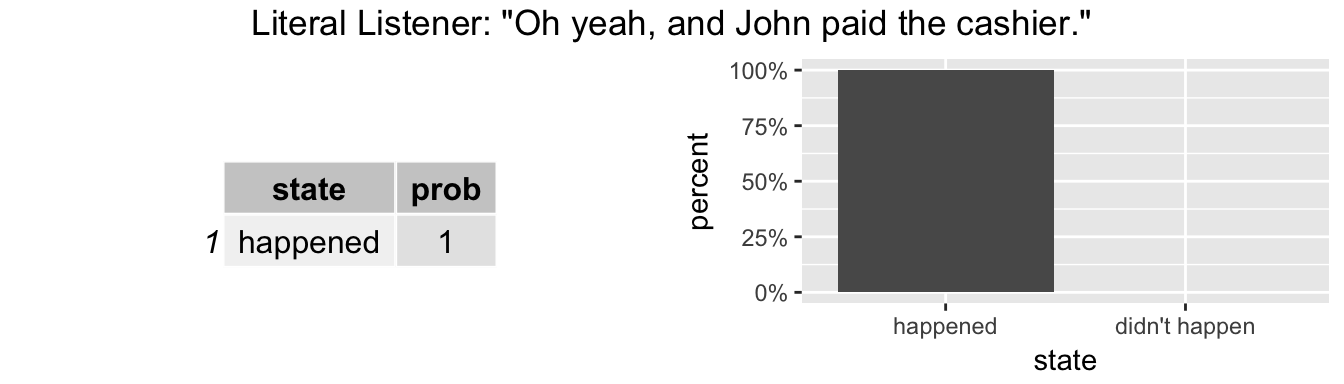 Literal Listener: "Oh yeah, and John paid the cashier."
state prob
1 happened 1
percent
100%
75%
50%
25%
0%
happened didn't happen
state